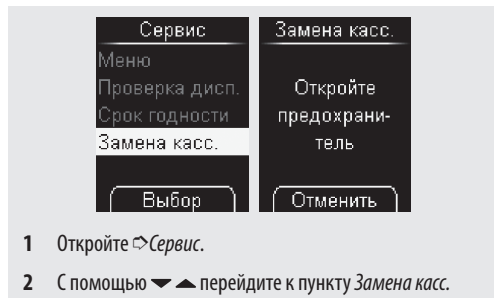 Сервис
Меню
Проверка дисп.
Срок годности
Замена касс.
Выбор
Замена касс.
Откройте
предохрани-
тель
Отменить
1 Откройте ➪Сервис.
2 С помощью ▼ ▲ перейдите к пункту Замена касс.